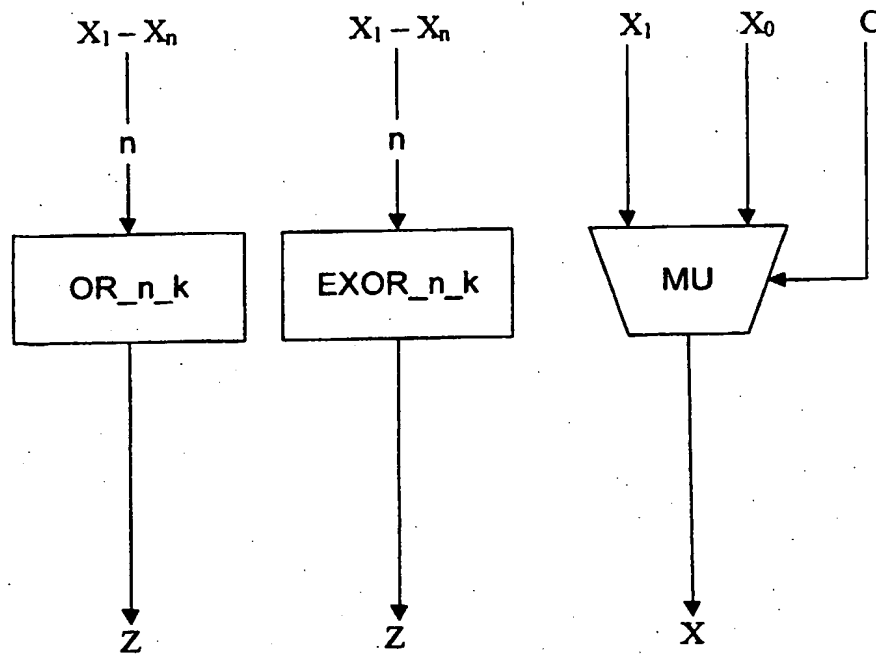 X₁ – Xₙ
X₁ – Xₙ
X₁
X₀
n
n
OR_n_k
EXOR_n_k
MU
Z
Z
X